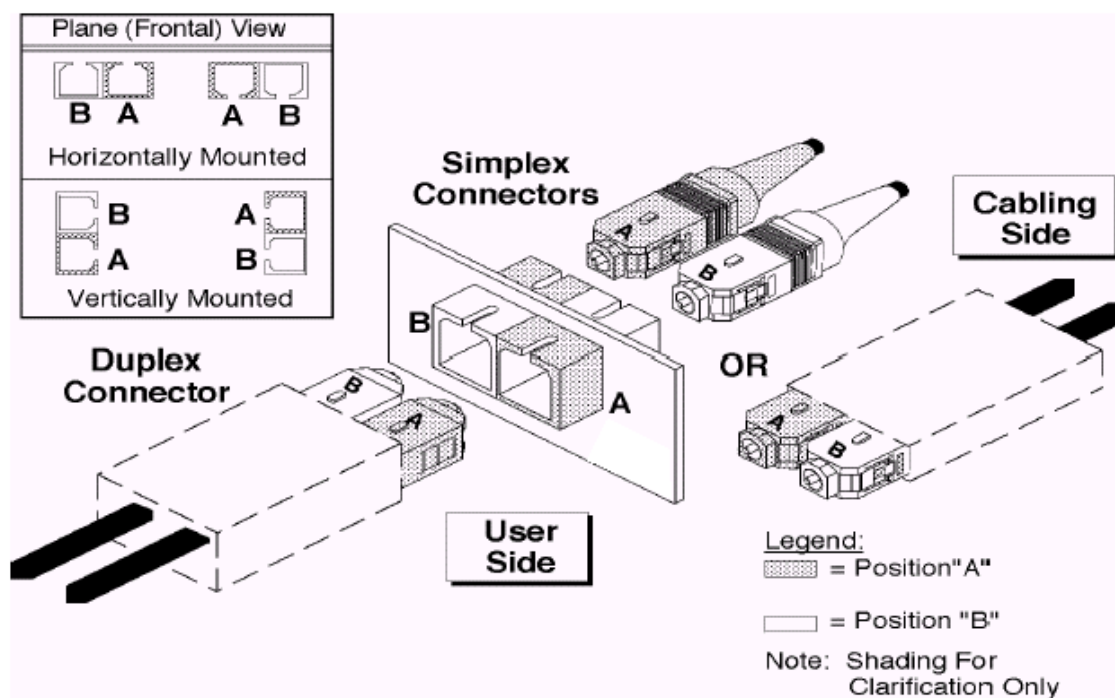 Plane (Frontal) View
B A A B
Horizontally Mounted
B A
A B
Vertically Mounted
Simplex
Connectors
A
B
Cabling
Side
Duplex
Connector
B
A
B
A
OR
A
B
User
Side
Legend:
= Position"A"
= Position "B"
Note: Shading For
Clarification Only